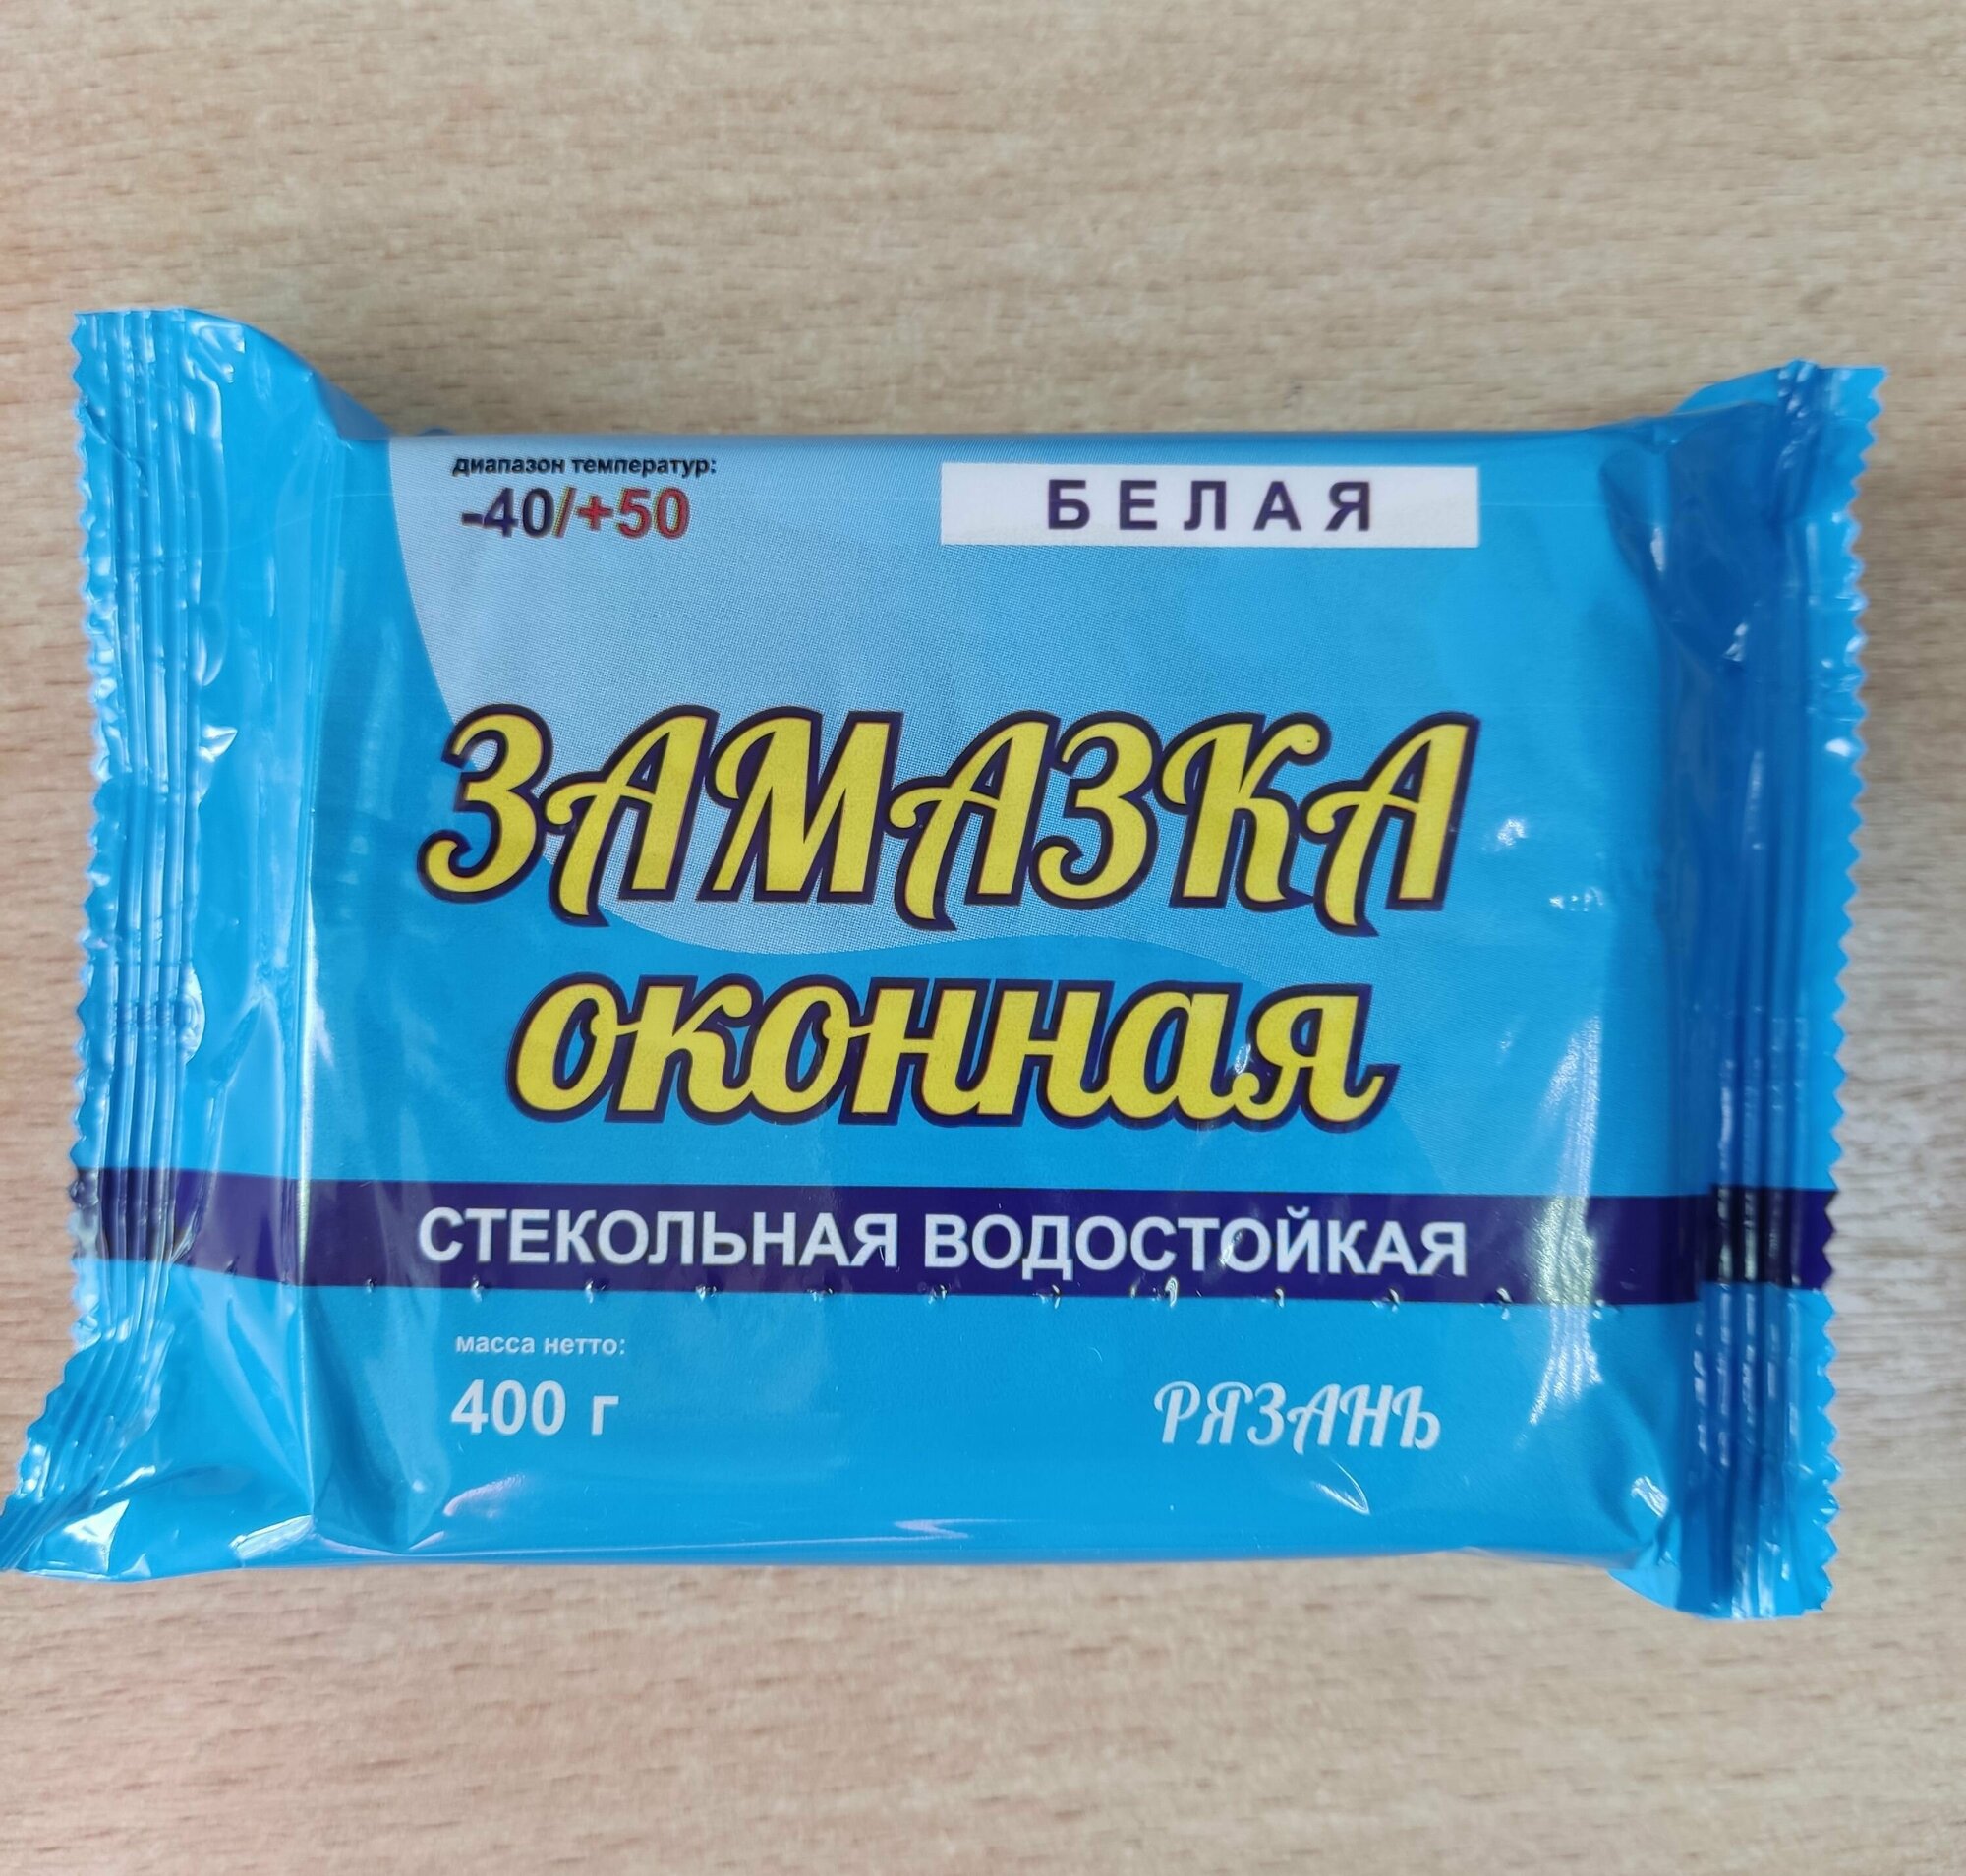 диапазон температур:
-40/+50
БЕЛАЯ
ЗАМАЗКА
оконная
СТЕКОЛЬНАЯ ВОДОСТОЙКАЯ
масса нетто:
400 г
РЯЗАНЬ